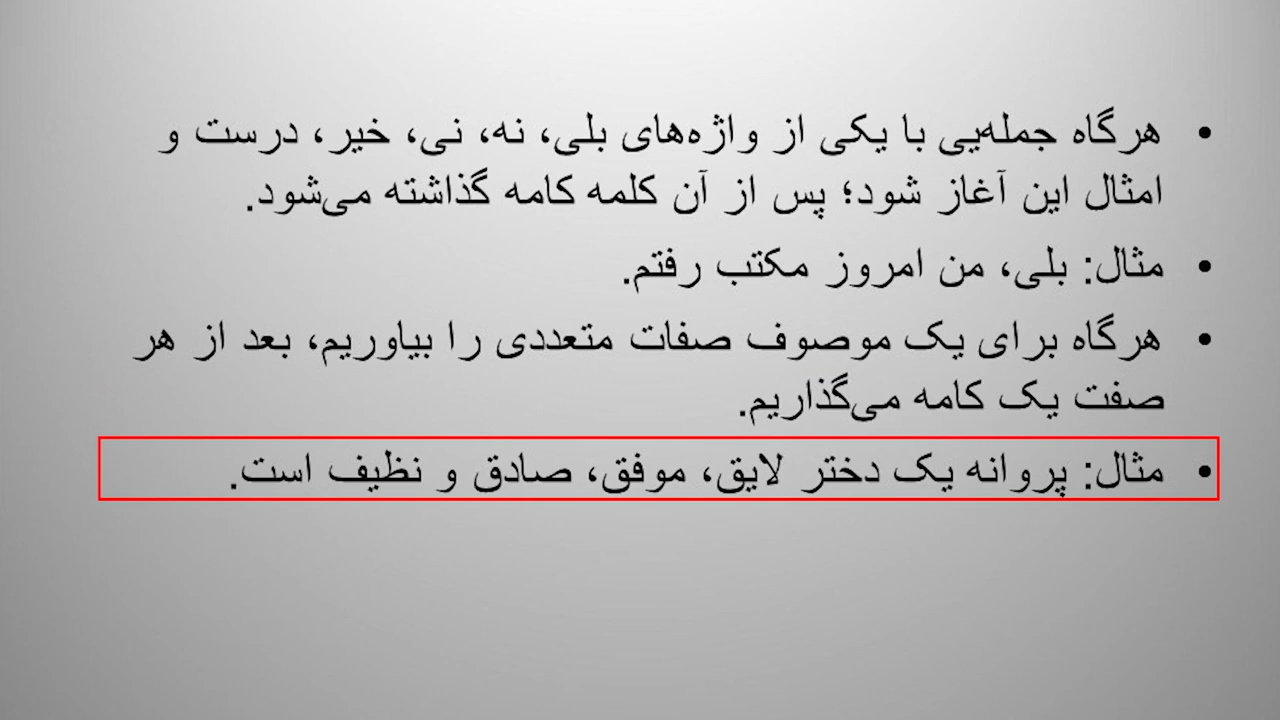 • هرگاه جمله‌یی با یکی از واژه‌های بلی، نه، نی، خیر، درست و
امثال این آغاز شود؛ پس از آن کلمه کامه گذاشته می‌شود.
• مثال: بلی، من امروز مکتب رفتم.
• هرگاه برای یک موصوف صفات متعددی را بیاوریم، بعد از هر
صفت یک کامه می‌گذاریم.
• مثال: پروانه یک دختر لایق، موفق، صادق و نظیف است.